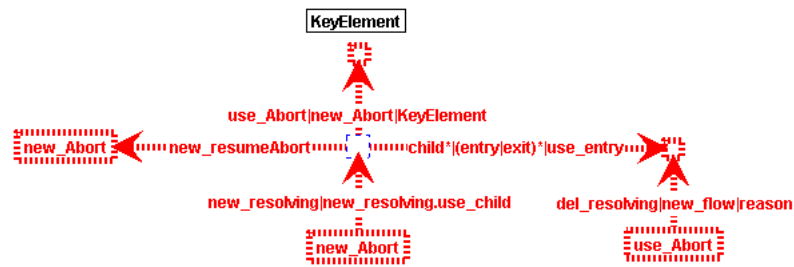 KeyElement
use_Abort|new_Abort|KeyElement
new_Abort
new_resumeAbort
child*|(entry|exit)*|use_entry
new_resolving|new_resolving.use_child
del_resolving|new_flow|reason
new_Abort
use_Abort